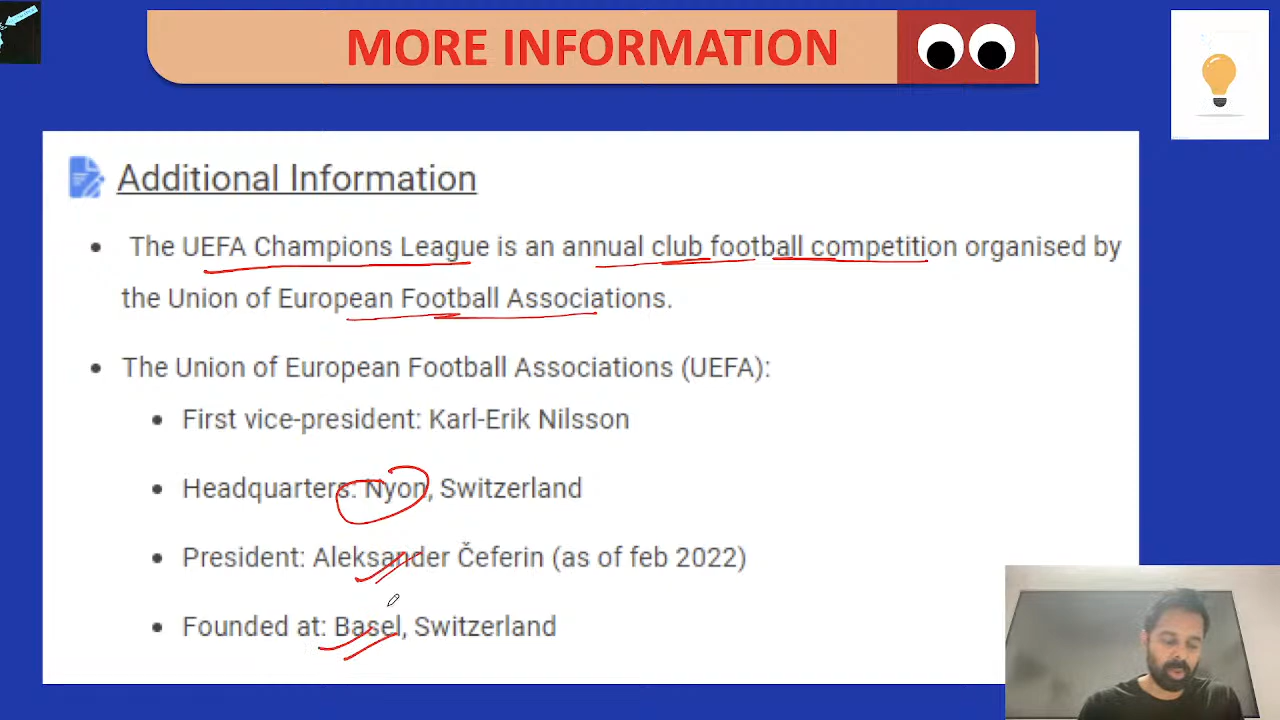 MORE INFORMATION
Additional Information
The UEFA Champions League is an annual club football competition organised by
the Union of European Football Associations.
The Union of European Football Associations (UEFA):
First vice-president: Karl-Erik Nilsson
Headquarters: Nyon, Switzerland
President: Aleksander Čeferin (as of feb 2022)
Founded at: Basel, Switzerland